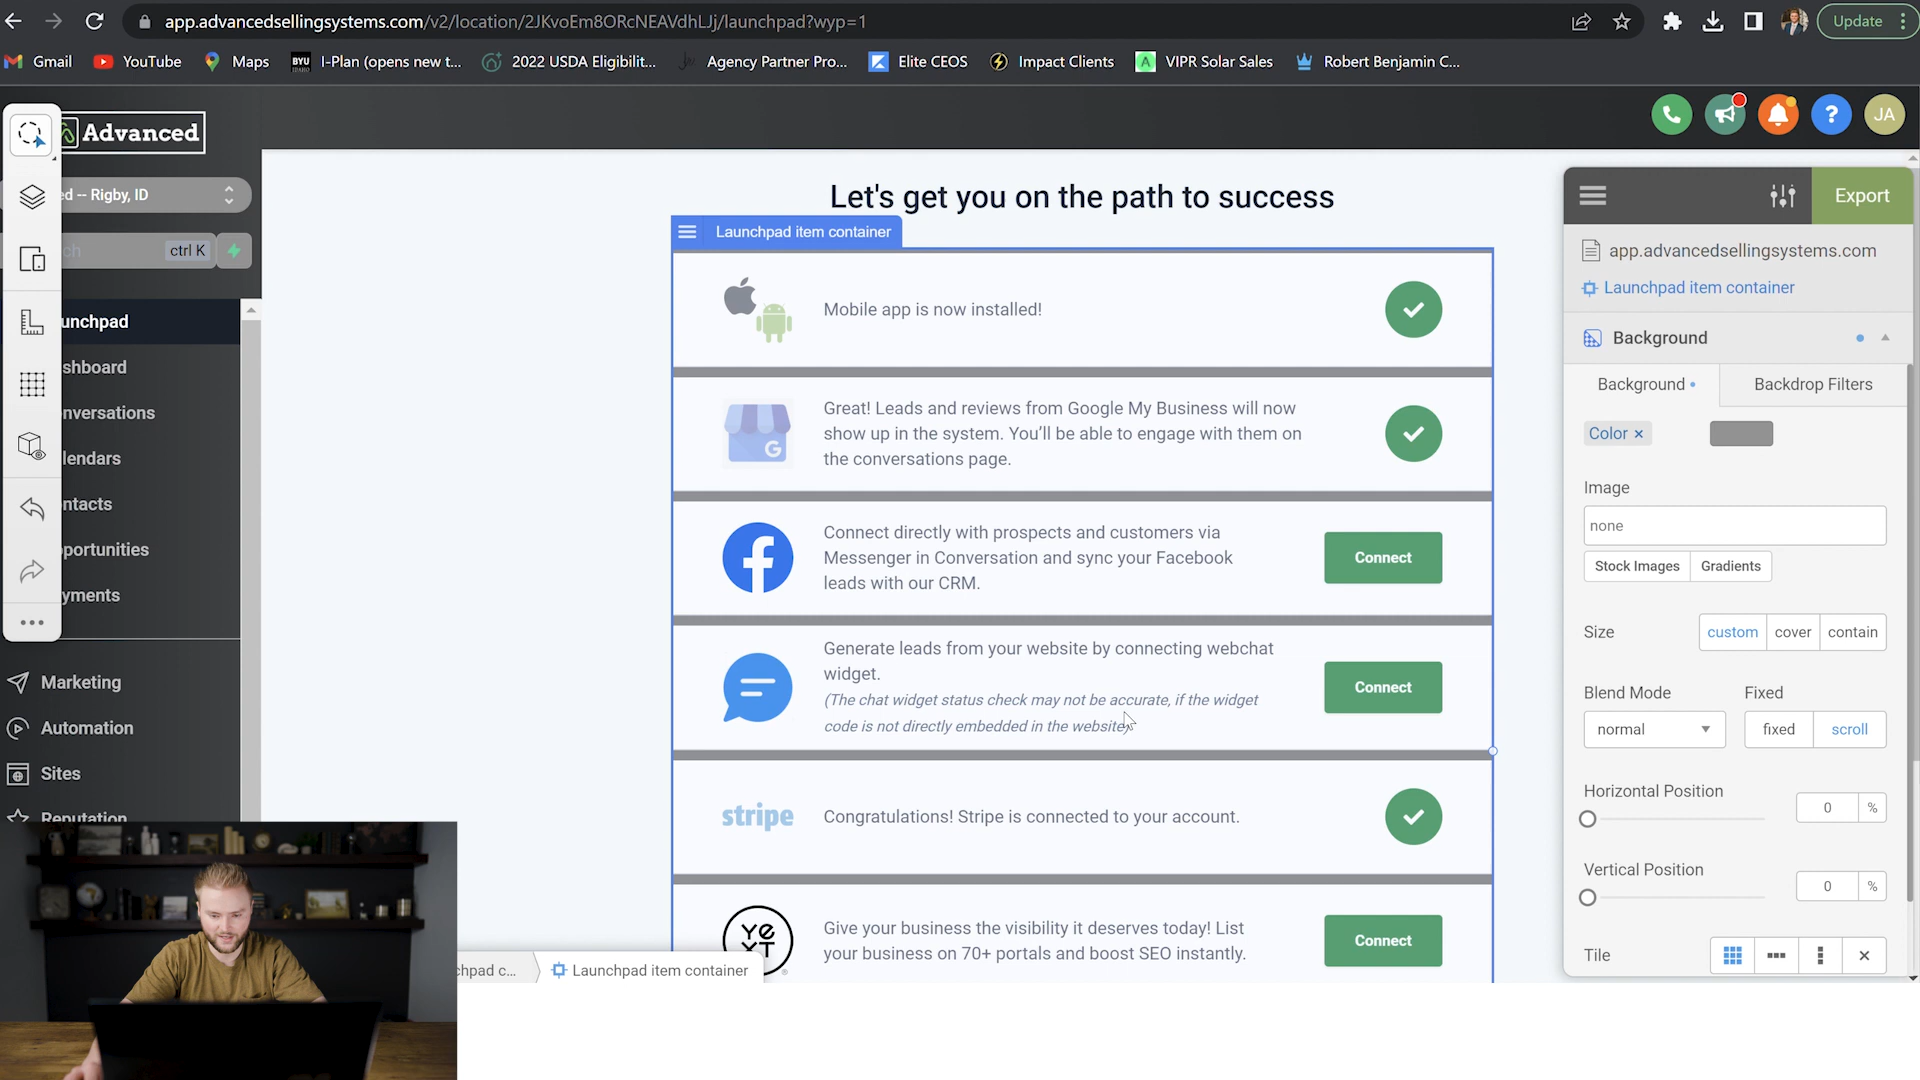 app.advancedsellingsystems.com/v2/location/2JKvoEm8ORcNEAVdhLJj/launchpad?wyp=1
Update
Gmail
YouTube
Maps
BYU
IDAHO
I-Plan (opens new t...
2022 USDA Eligibilit...
Agency Partner Pro...
Elite CEOS
Impact Clients
VIPR Solar Sales
Robert Benjamin C...
Advanced
JA
ed -- Rigby, ID
ch
ctrl K
unchpad
shboard
nversations
lendars
ntacts
portunities
yments
Marketing
Automation
Sites
Reputation
Let's get you on the path to success
Launchpad item container
Mobile app is now installed!
Great! Leads and reviews from Google My Business will now
show up in the system. You'll be able to engage with them on
the conversations page.
Connect directly with prospects and customers via
Messenger in Conversation and sync your Facebook
leads with our CRM.
Connect
Generate leads from your website by connecting webchat
widget.
(The chat widget status check may not be accurate, if the widget
code is not directly embedded in the website)
Connect
stripe
Congratulations! Stripe is connected to your account.
Yext
Give your business the visibility it deserves today! List
your business on 70+ portals and boost SEO instantly.
Connect
chpad c...
Launchpad item container
Export
app.advancedsellingsystems.com
Launchpad item container
Background
Background
Backdrop Filters
Color ×
Image
none
Stock Images
Gradients
Size
custom
cover
contain
Blend Mode
Fixed
normal
fixed
scroll
Horizontal Position
0
%
Vertical Position
0
%
Tile